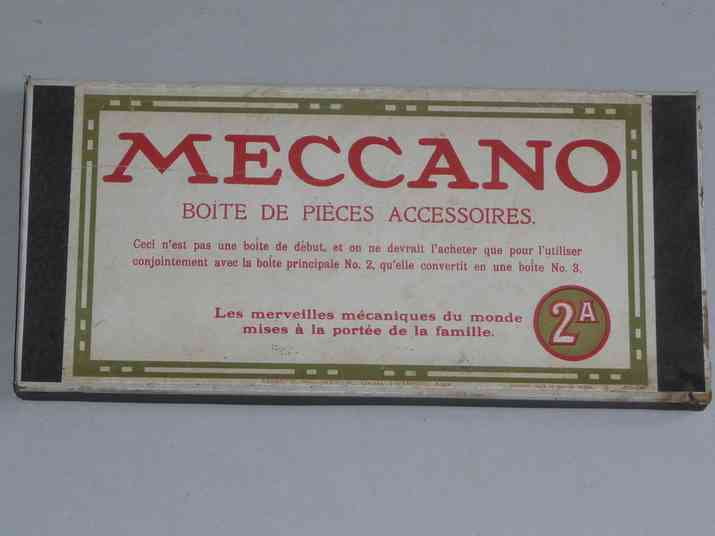 MECCANO
BOÎTE DE PIÈCES ACCESSOIRES.
Ceci n'est pas une boîte de début, et on ne devrait l'acheter que pour l'utiliser
conjointement avec la boîte principale No. 2, qu'elle convertit en une boîte No. 3.
Les merveilles mécaniques du monde
mises à la portée de la famille.
2A